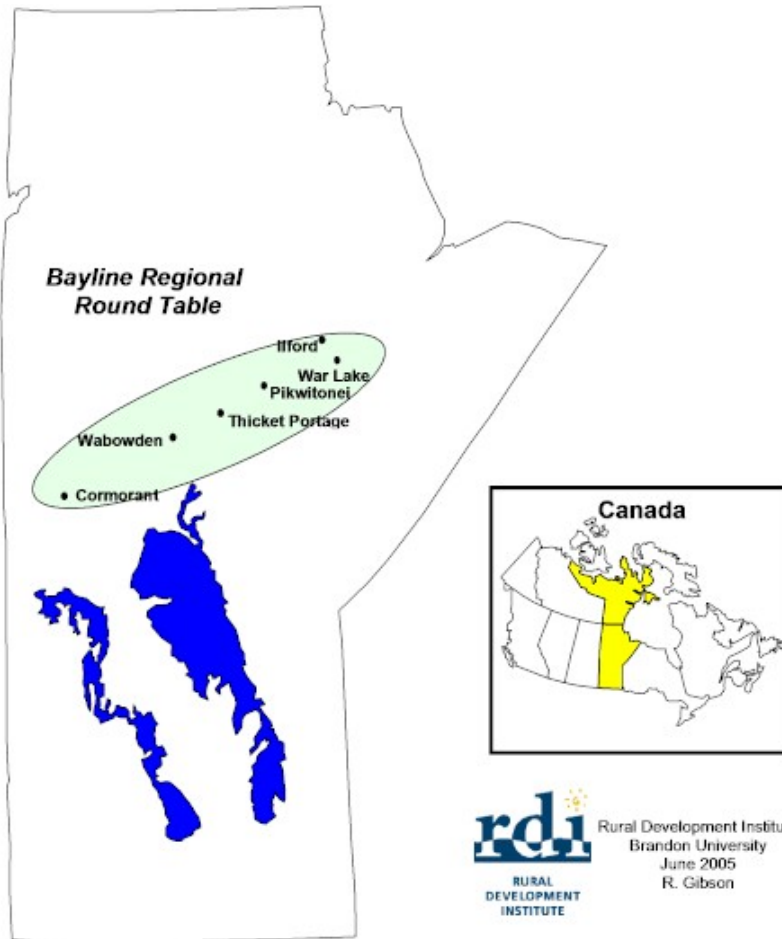 Bayline Regional
Round Table
Ilford
War Lake
Pikwitonei
Thicket Portage
Wabowden
Cormorant
Canada
rdi
RURAL
DEVELOPMENT
INSTITUTE
Rural Development Institu
Brandon University
June 2005
R. Gibson